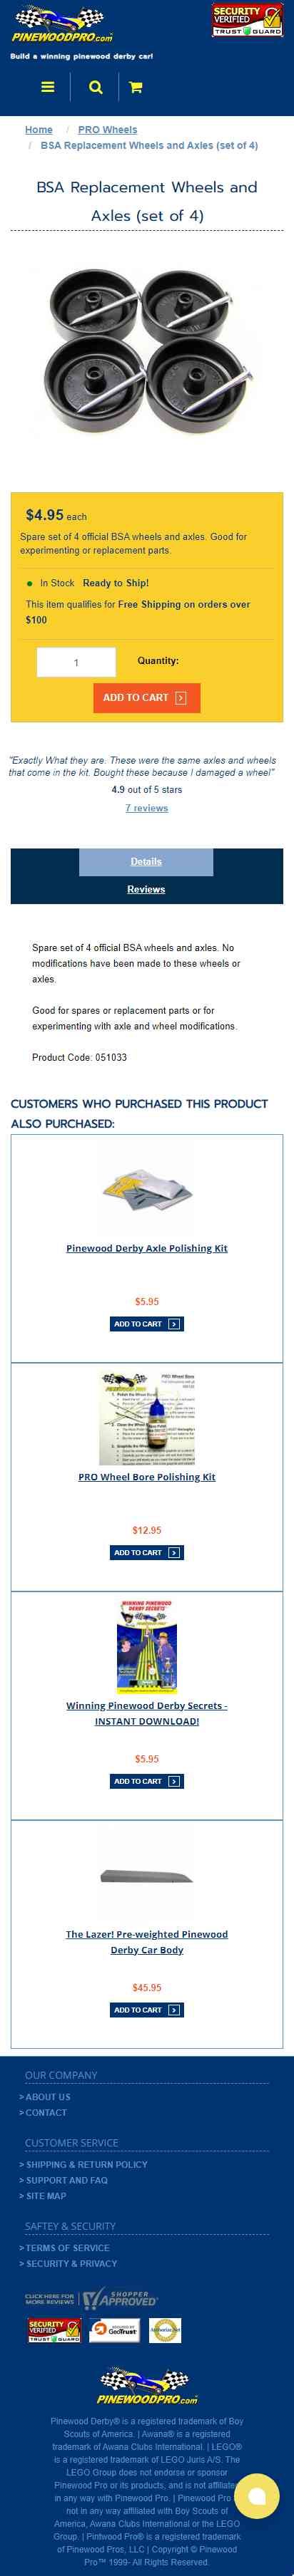 PINEWOODPRO.com
Build a winning pinewood derby car!
SECURITY
VERIFIED
TRUST GUARD
Home / PRO Wheels
/ BSA Replacement Wheels and Axles (set of 4)
BSA Replacement Wheels and
Axles (set of 4)
$4.95 each
Spare set of 4 official BSA wheels and axles. Good for
experimenting or replacement parts.
In Stock Ready to Ship!
This item qualifies for Free Shipping on orders over
$100
1 Quantity:
ADD TO CART
"Exactly What they are. These were the same axles and wheels
that come in the kit. Bought these because I damaged a wheel"
4.9 out of 5 stars
7 reviews
Details
Reviews
Spare set of 4 official BSA wheels and axles. No
modifications have been made to these wheels or
axles.
Good for spares or replacement parts or for
experimenting with axle and wheel modifications.
Product Code: 051033
CUSTOMERS WHO PURCHASED THIS PRODUCT
ALSO PURCHASED:
Pinewood Derby Axle Polishing Kit
$5.95
ADD TO CART
PRO Wheel Bore Polishing Kit
$12.95
ADD TO CART
WINNING PINEWOOD
DERBY SECRETS
Winning Pinewood Derby Secrets -
INSTANT DOWNLOAD!
$5.95
ADD TO CART
The Lazer! Pre-weighted Pinewood
Derby Car Body
$45.95
ADD TO CART
OUR COMPANY
> ABOUT US
> CONTACT
CUSTOMER SERVICE
> SHIPPING & RETURN POLICY
> SUPPORT AND FAQ
> SITE MAP
SAFTEY & SECURITY
> TERMS OF SERVICE
> SECURITY & PRIVACY
CLICK HERE FOR
MORE REVIEWS
SHOPPER
APPROVED
SECURITY
VERIFIED
TRUST GUARD
SECURED BY
GeoTrust
Authorize.Net
PINEWOODPRO.com
Pinewood Derby® is a registered trademark of Boy
Scouts of America. | Awana® is a registered
trademark of Awana Clubs International. | LEGO®
is a registered trademark of LEGO Juris A/S. The
LEGO Group does not endorse or sponsor
Pinewood Pro or its products, and is not affiliated
in any way with Pinewood Pro. | Pinewood Pro
not in any way affiliated with Boy Scouts of
America, Awana Clubs International or the LEGO
Group. | Pintwood Pro® is a registered trademark
of Pinewood Pros, LLC | Copyright © Pinewood
Pro™ 1999- All Rights Reserved.